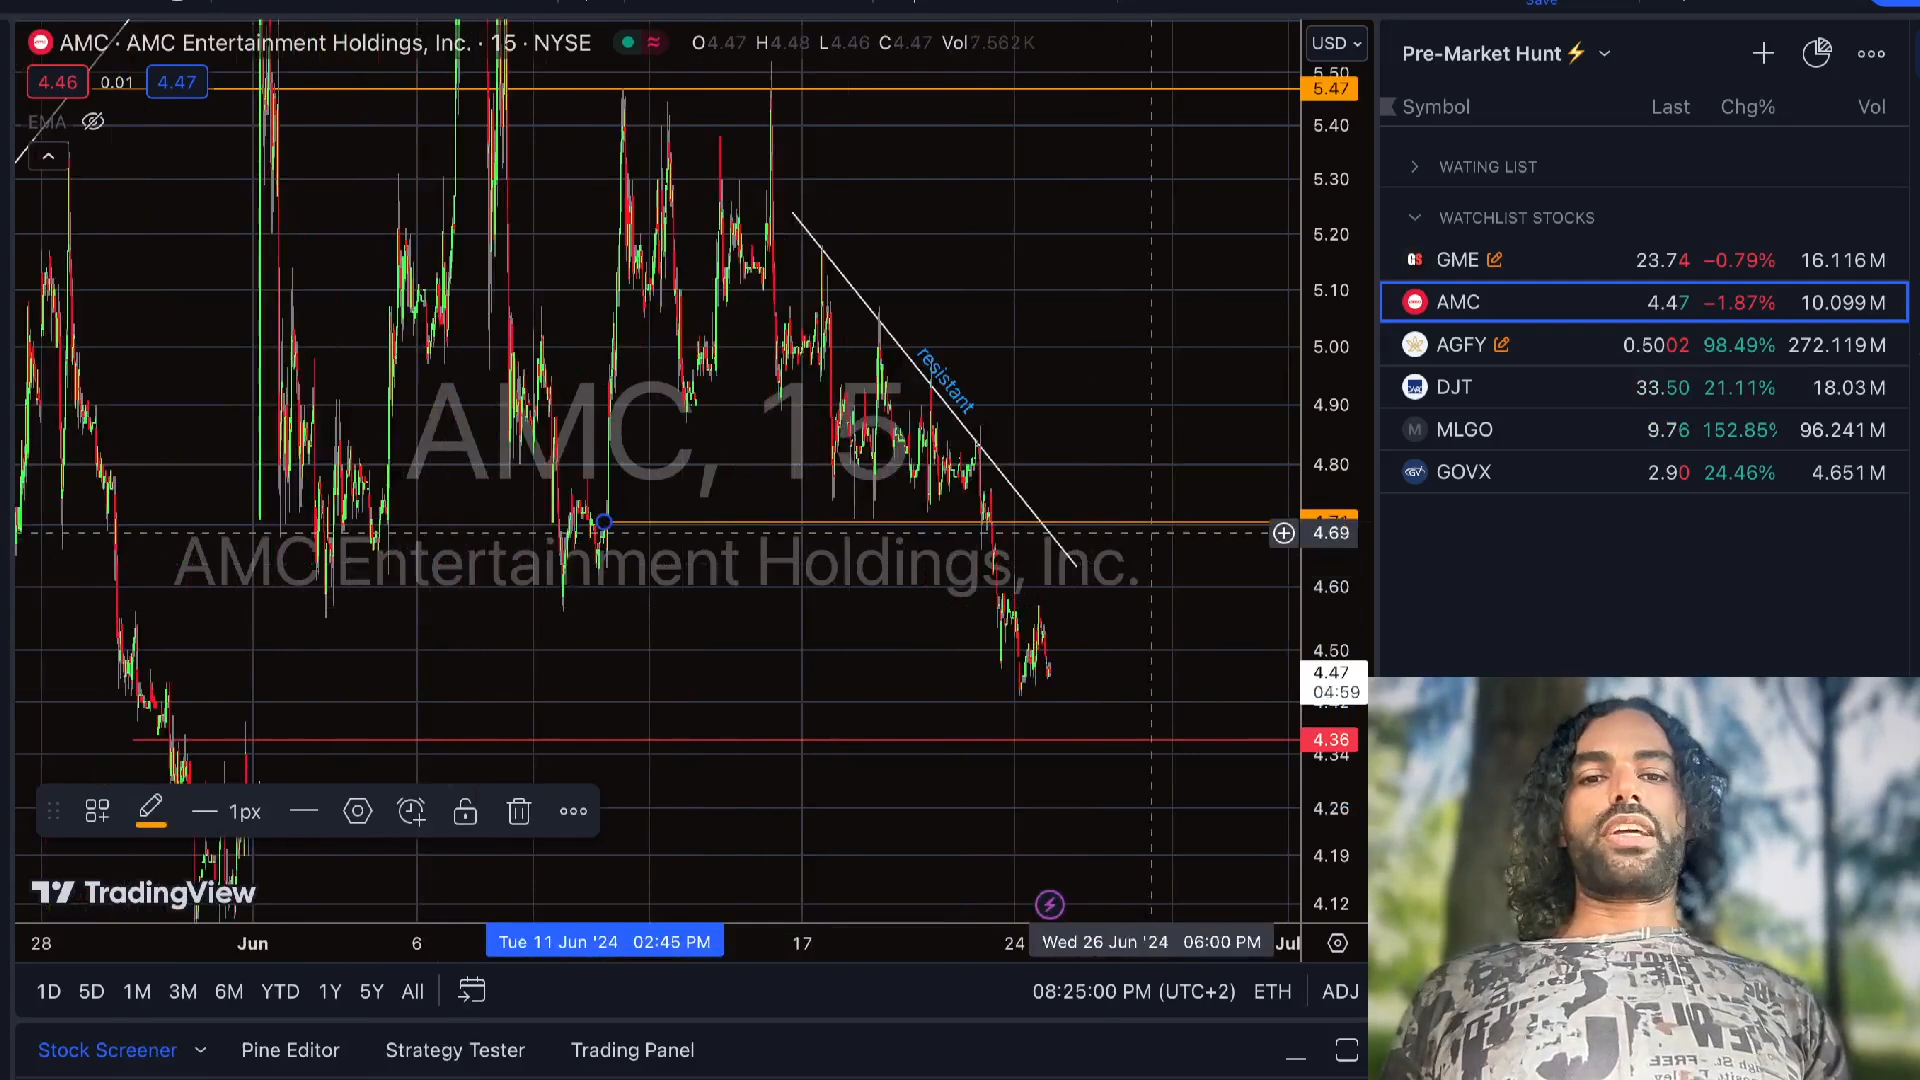 Save
AMC · AMC Entertainment Holdings, Inc. · 15 · NYSE
O4.47 H4.48 L4.46 C4.47 Vol7.562K
USD
4.46 0.01 4.47
EMA
5.50
5.47
5.40
5.30
5.20
5.10
5.00
4.90
4.80
4.71
4.69
4.60
4.50
4.47
04:59
4.42
4.36
4.34
4.26
4.19
4.12
resistant
AMC, 15
AMC Entertainment Holdings, Inc.
1px
TradingView
28 Jun 6 Tue 11 Jun '24 02:45 PM 17 24 Wed 26 Jun '24 06:00 PM Jul
1D 5D 1M 3M 6M YTD 1Y 5Y All
08:25:00 PM (UTC+2) ETH ADJ
Stock Screener Pine Editor Strategy Tester Trading Panel
Pre-Market Hunt⚡
Symbol Last Chg% Vol
WATING LIST
WATCHLIST STOCKS
GME 23.74 −0.79% 16.116M
AMC 4.47 −1.87% 10.099M
AGFY 0.5002 98.49% 272.119M
DJT 33.50 21.11% 18.03M
M MLGO 9.76 152.85% 96.241M
GOVX 2.90 24.46% 4.651M